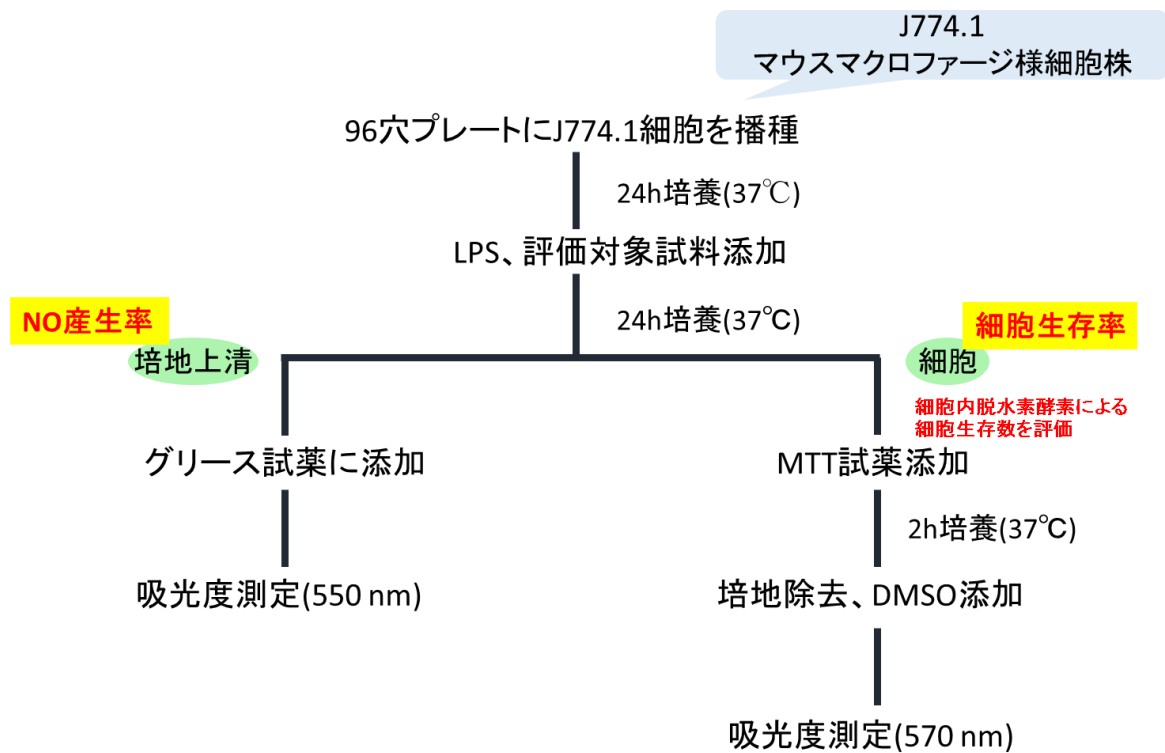 J774.1
マウスマクロファージ様細胞株
96穴プレートにJ774.1細胞を播種
24h培養(37℃)
LPS、評価対象試料添加
24h培養(37℃)
NO産生率
培地上清
細胞生存率
細胞
細胞内脱水素酵素による
細胞生存数を評価
グリース試薬に添加
MTT試薬添加
2h培養(37℃)
吸光度測定(550 nm)
培地除去、DMSO添加
吸光度測定(570 nm)